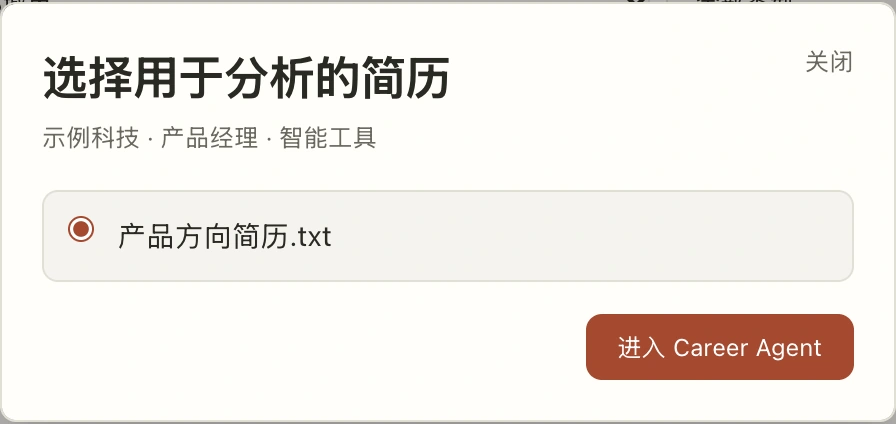 选择用于分析的简历
关闭
示例科技 · 产品经理 · 智能工具
产品方向简历.txt
进入 Career Agent